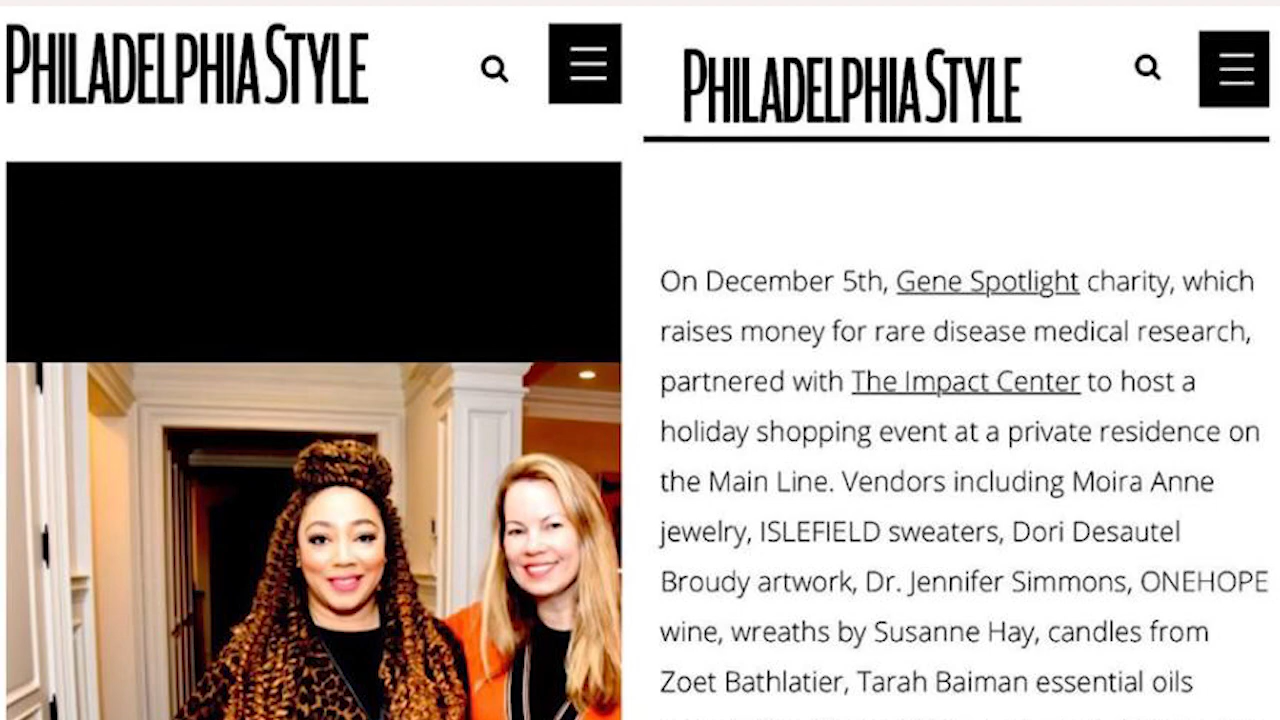 PHILADELPHIA STYLE
PHILADELPHIA STYLE
On December 5th, Gene Spotlight charity, which
raises money for rare disease medical research,
partnered with The Impact Center to host a
holiday shopping event at a private residence on
the Main Line. Vendors including Moira Anne
jewelry, ISLEFIELD sweaters, Dori Desautel
Broudy artwork, Dr. Jennifer Simmons, ONEHOPE
wine, wreaths by Susanne Hay, candles from
Zoet Bathlatier, Tarah Baiman essential oils